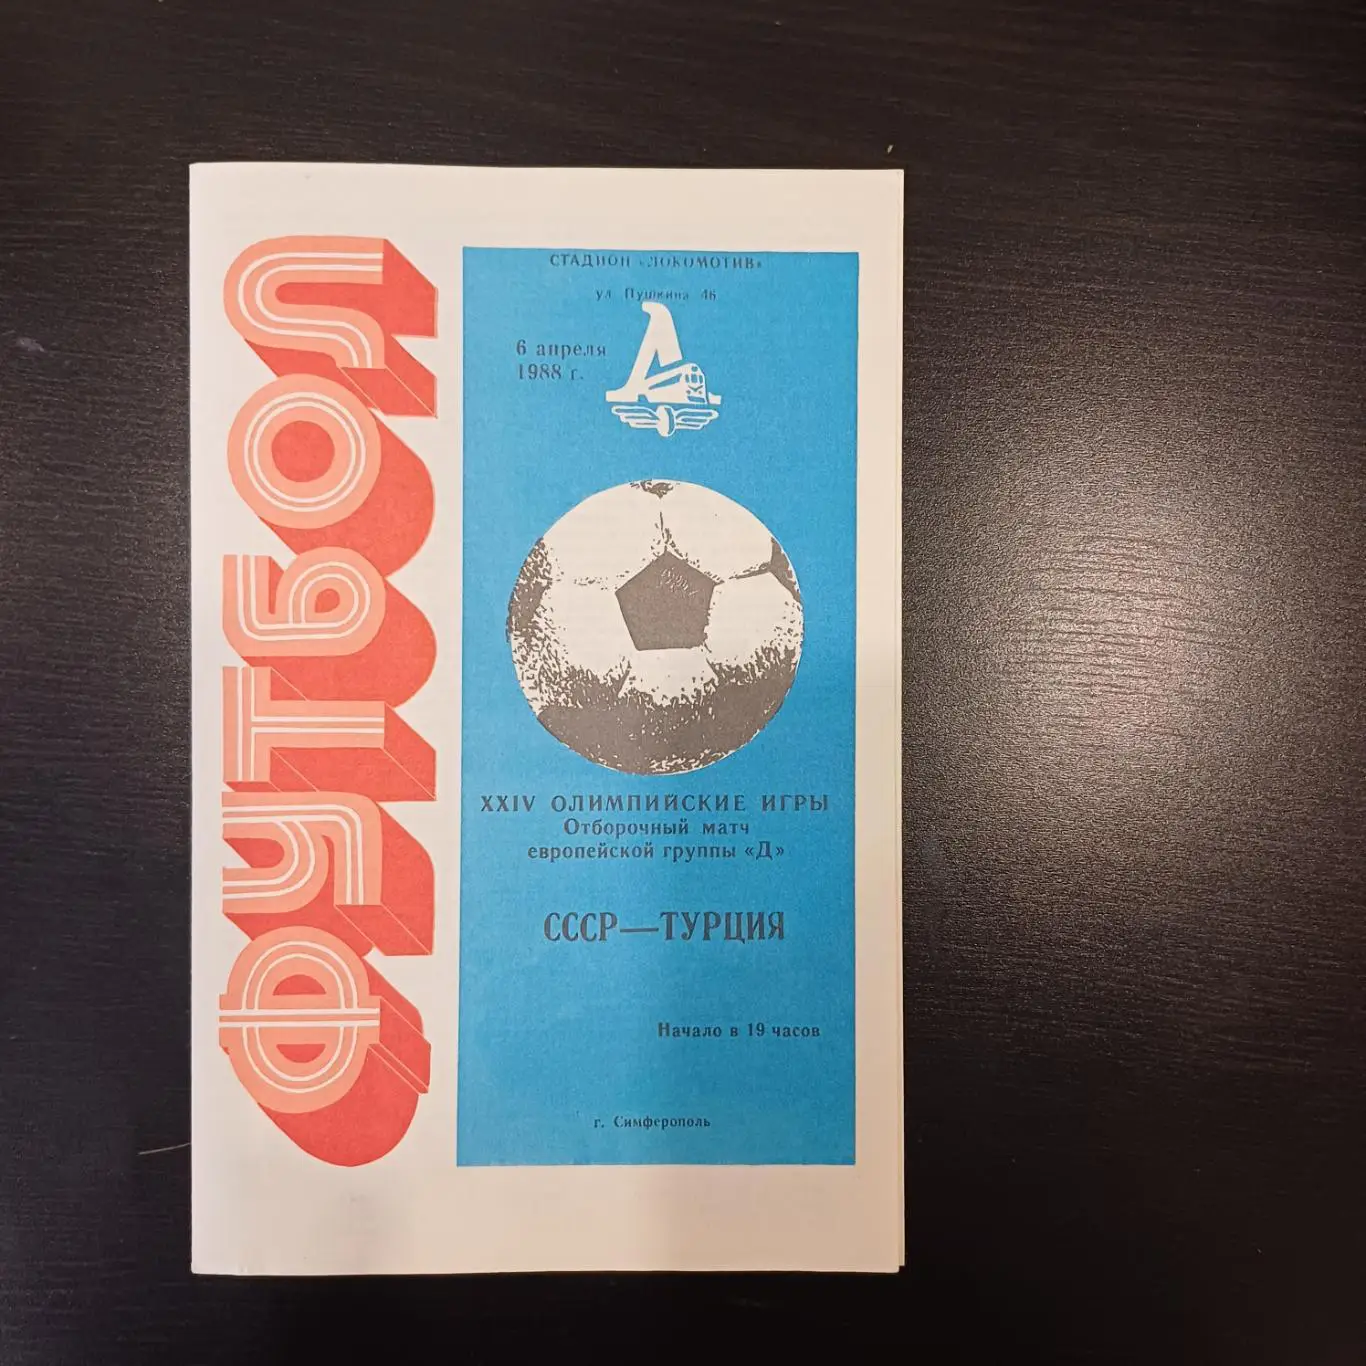 ФУТБОЛ
СТАДИОН «ЛОКОМОТИВ»
ул. Пушкина 46
6 апреля
1988 г.
XXIV ОЛИМПИЙСКИЕ ИГРЫ
Отборочный матч
европейской группы «Д»
СССР—ТУРЦИЯ
Начало в 19 часов
г. Симферополь